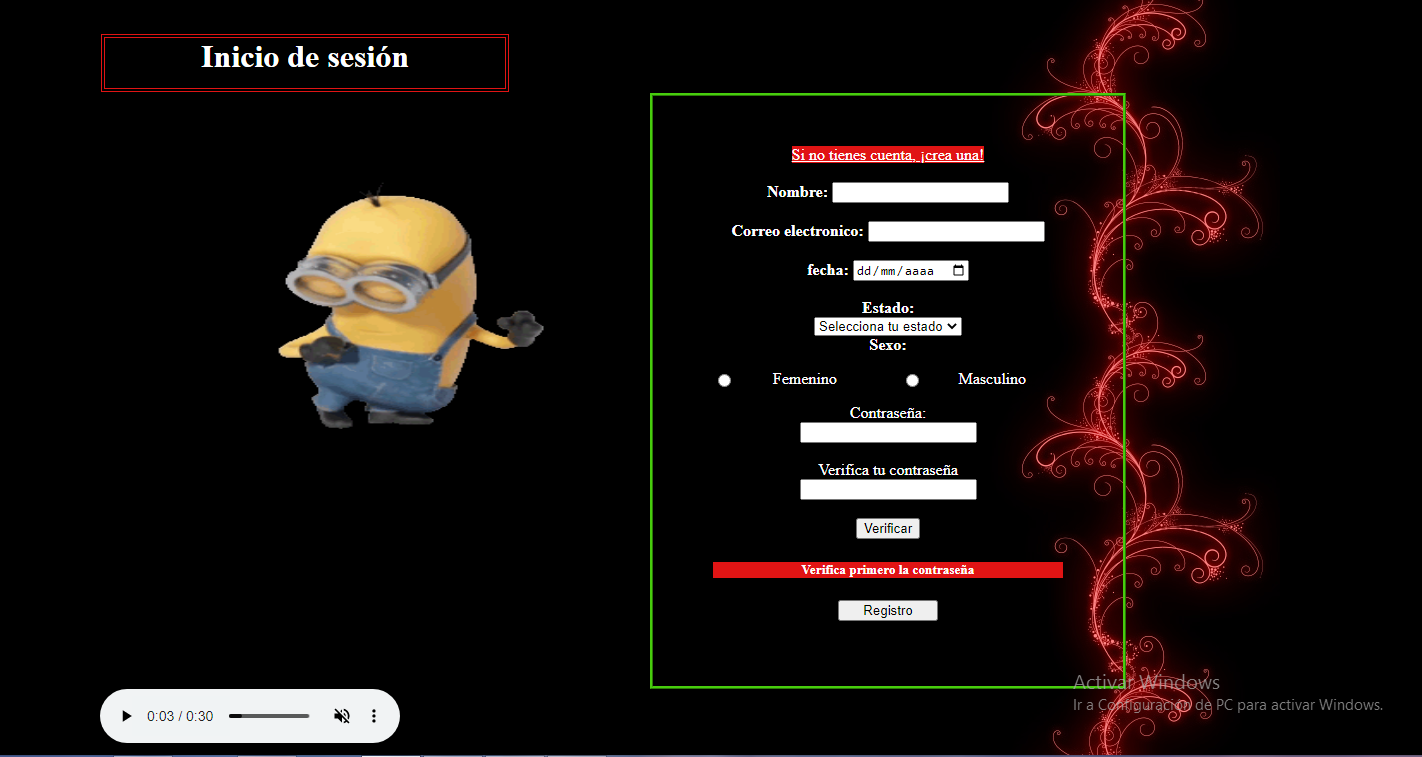 Inicio de sesión
Si no tienes cuenta, ¡crea una!
Nombre:
Correo electronico:
fecha: dd/mm/aaaa
Estado:
Selecciona tu estado
Sexo:
Femenino Masculino
Contraseña:
Verifica tu contraseña
Verificar
Verifica primero la contraseña
Registro
Activar Windows
Ir a Configuración de PC para activar Windows.
0:03 / 0:30